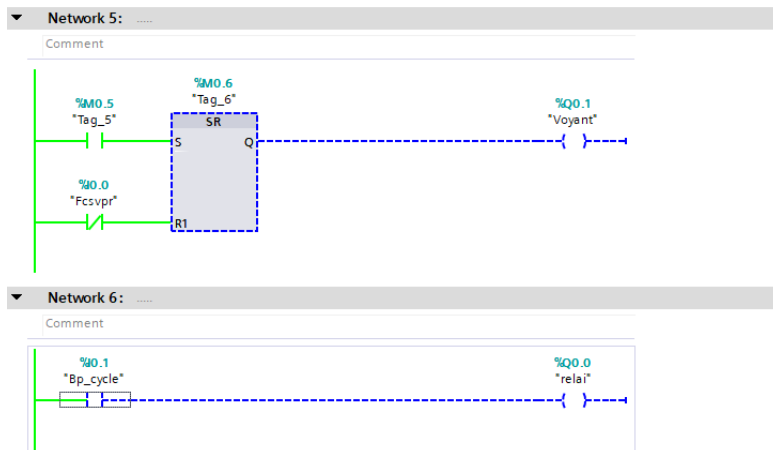 Network 5: .....
Comment
%M0.5
"Tag_5"
%M0.6
"Tag_6"
SR
S
Q
%Q0.1
"Voyant"
%I0.0
"Fcsvpr"
R1
Network 6: .....
Comment
%I0.1
"Bp_cycle"
%Q0.0
"relai"